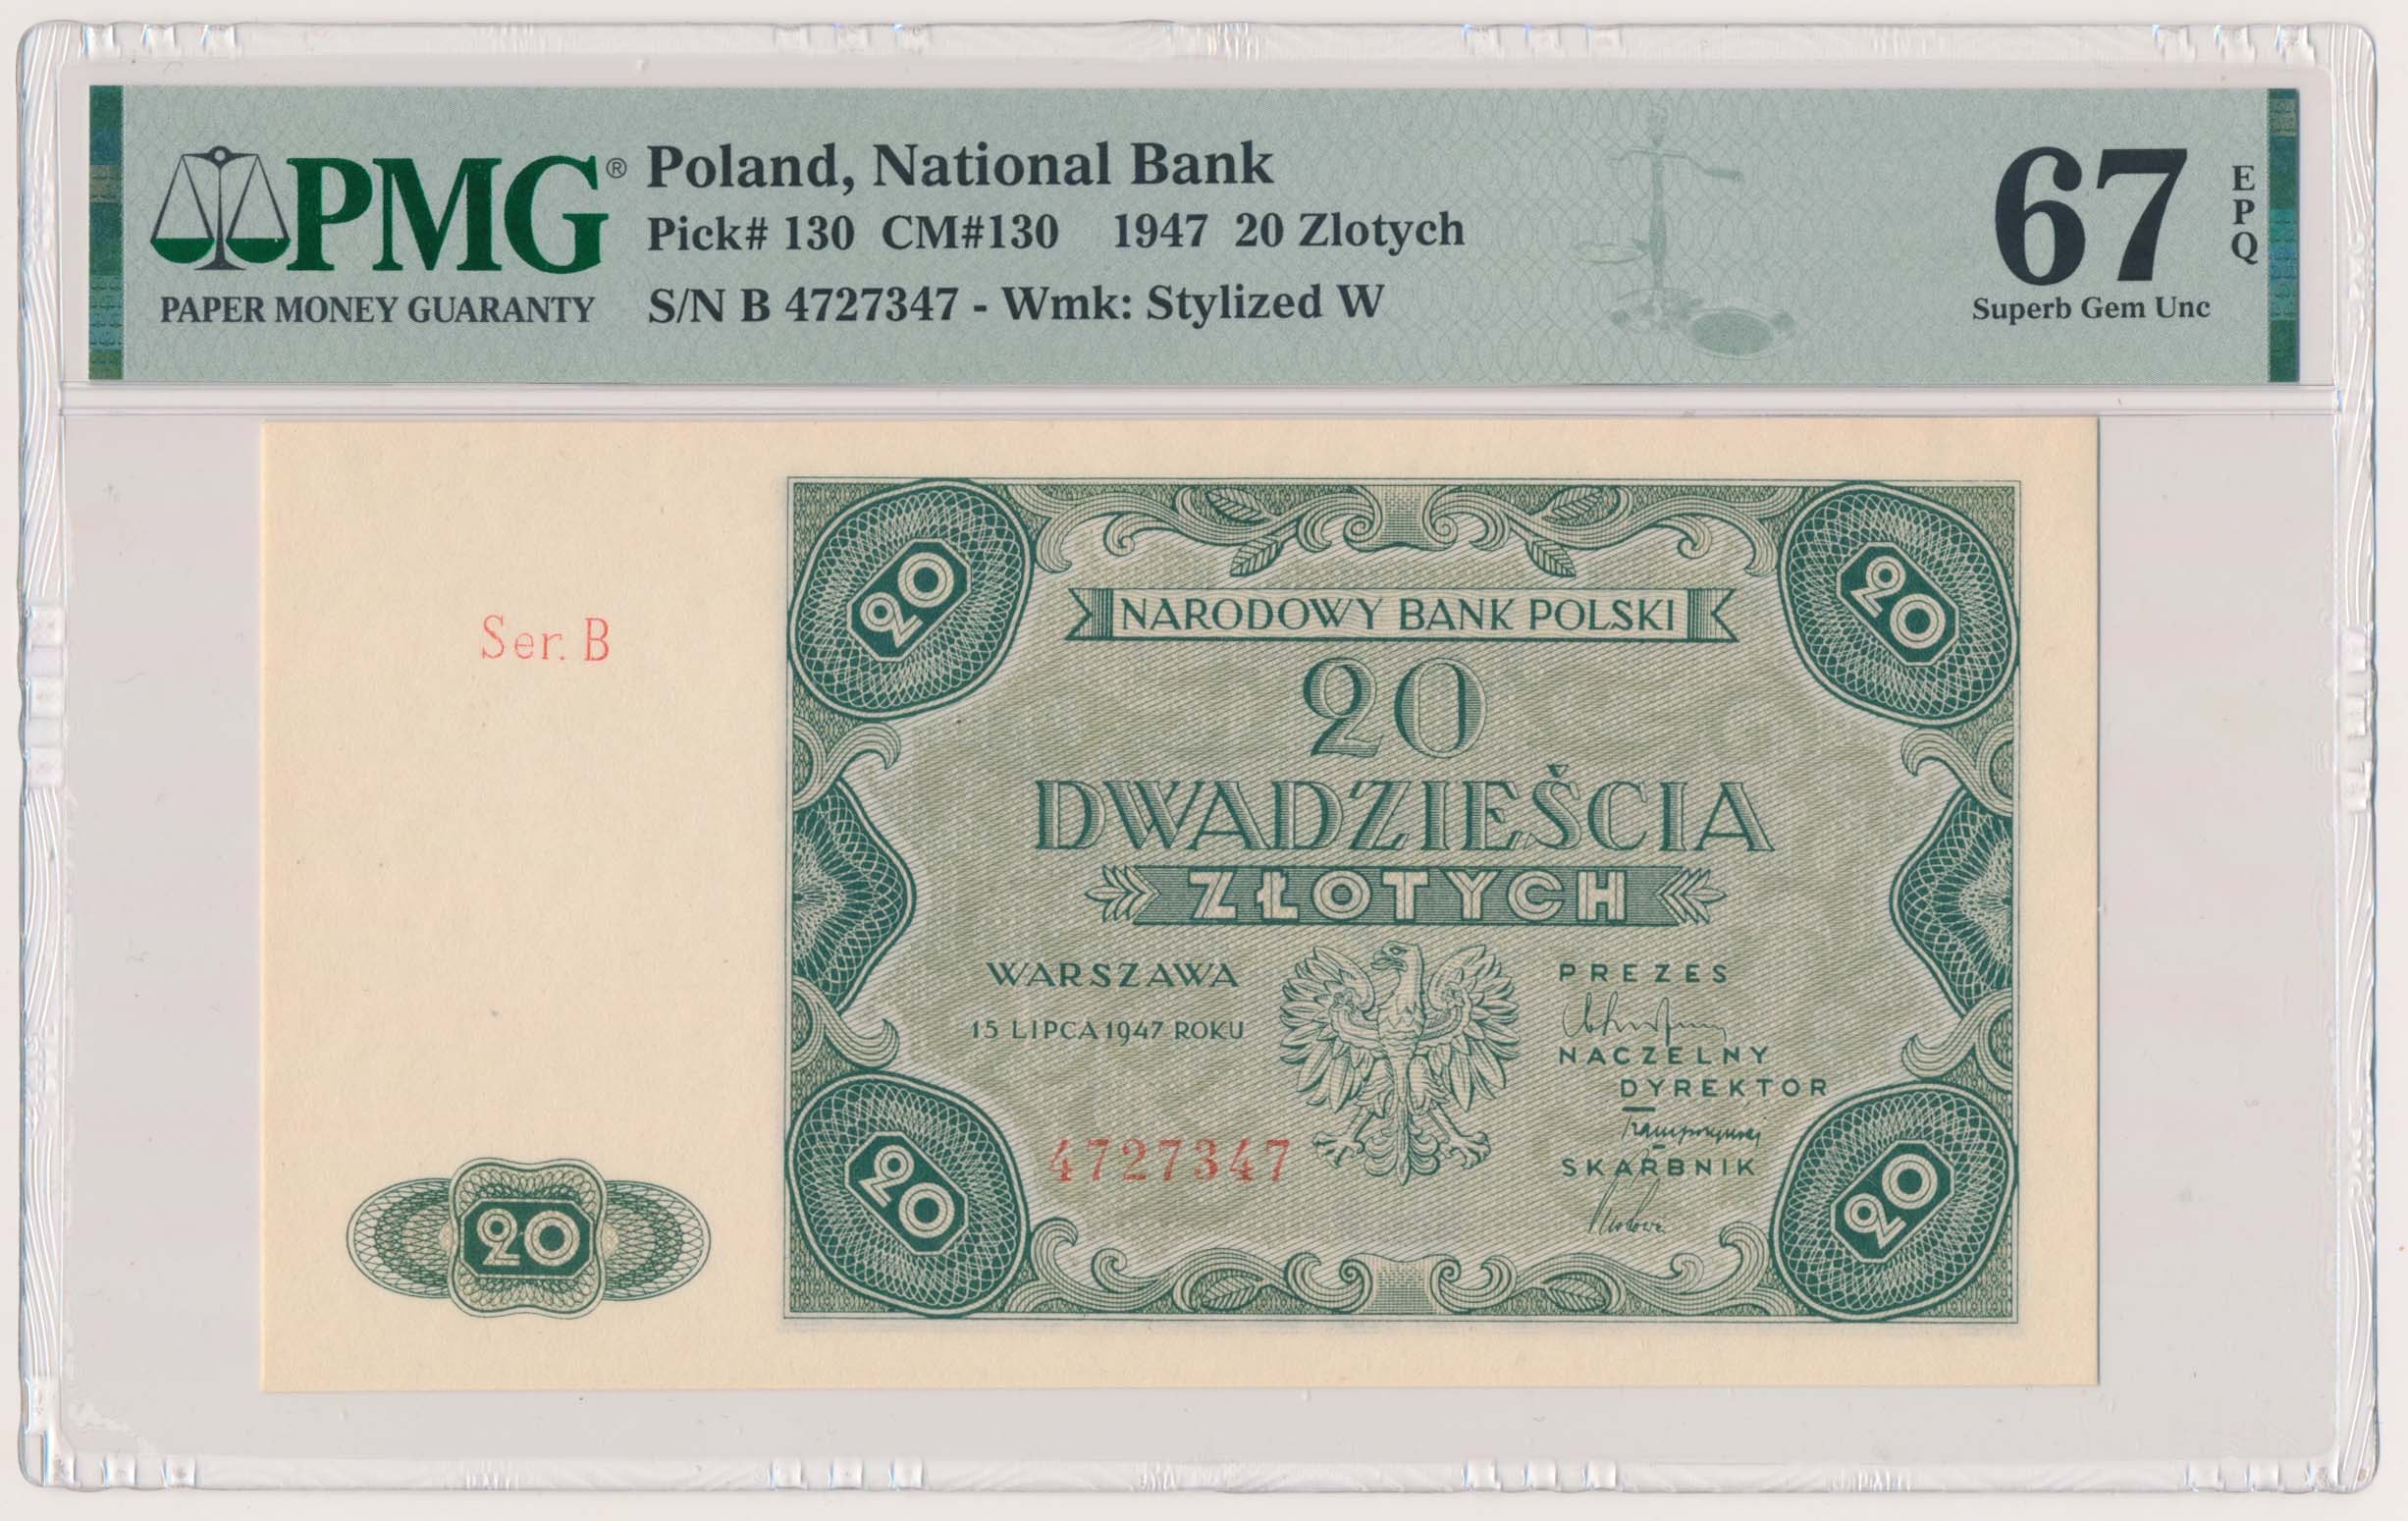 PMG®
PAPER MONEY GUARANTY
Poland, National Bank
Pick# 130 CM#130 1947 20 Zlotych
S/N B 4727347 - Wmk: Stylized W
67
EPQ
Superb Gem Unc
Ser. B
20
20
NARODOWY BANK POLSKI
20
DWADZIEŚCIA
ZŁOTYCH
WARSZAWA
15 LIPCA 1947 ROKU
PREZES
NACZELNY
DYREKTOR
SKARBNIK
4727347
20
20
20